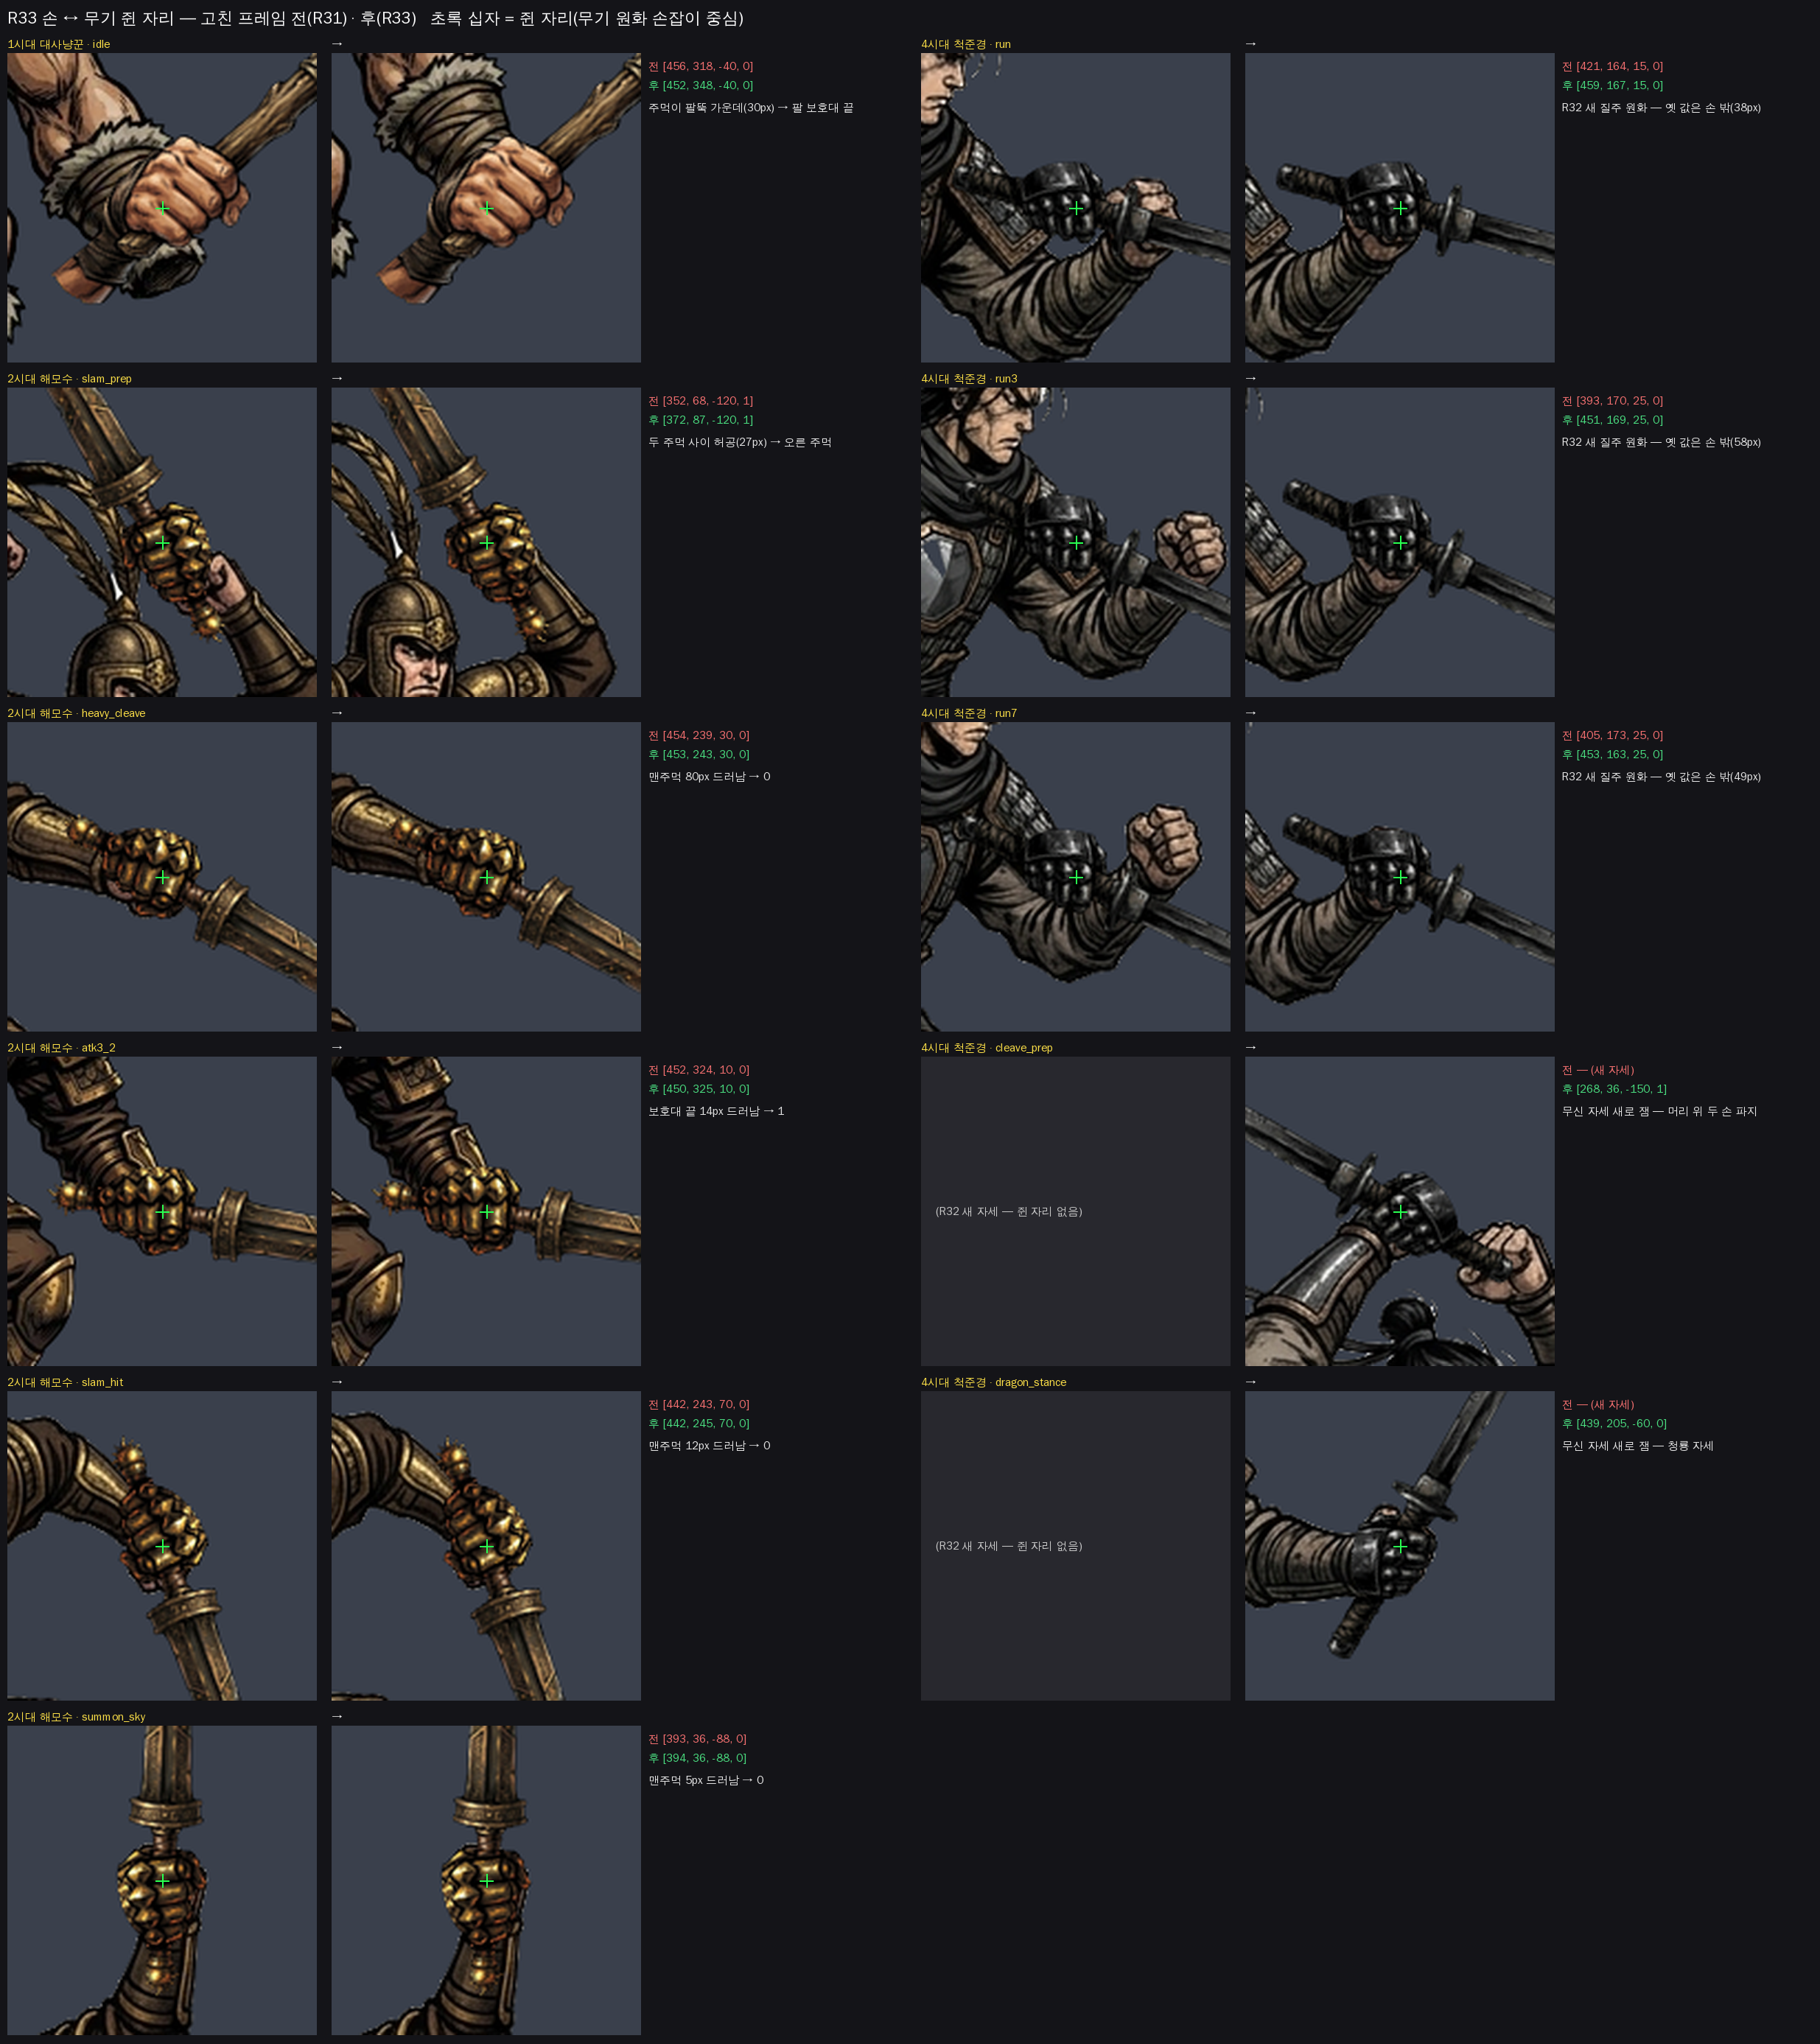 R33 손 ↔ 무기 쥔 자리 — 고친 프레임 전(R31) · 후(R33)   초록 십자 = 쥔 자리(무기 원화 손잡이 중심)
1시대 대사냥꾼 · idle
→
전 [456, 318, -40, 0]
후 [452, 348, -40, 0]
주먹이 팔뚝 가운데(30px) → 팔 보호대 끝
4시대 척준경 · run
→
전 [421, 164, 15, 0]
후 [459, 167, 15, 0]
R32 새 질주 원화 — 옛 값은 손 밖(38px)
2시대 해모수 · slam_prep
→
전 [352, 68, -120, 1]
후 [372, 87, -120, 1]
두 주먹 사이 허공(27px) → 오른 주먹
4시대 척준경 · run3
→
전 [393, 170, 25, 0]
후 [451, 169, 25, 0]
R32 새 질주 원화 — 옛 값은 손 밖(58px)
2시대 해모수 · heavy_cleave
→
전 [454, 239, 30, 0]
후 [453, 243, 30, 0]
맨주먹 80px 드러남 → 0
4시대 척준경 · run7
→
전 [405, 173, 25, 0]
후 [453, 163, 25, 0]
R32 새 질주 원화 — 옛 값은 손 밖(49px)
2시대 해모수 · atk3_2
→
전 [452, 324, 10, 0]
후 [450, 325, 10, 0]
보호대 끝 14px 드러남 → 1
4시대 척준경 · cleave_prep
→
(R32 새 자세 — 쥔 자리 없음)
전 — (새 자세)
후 [268, 36, -150, 1]
무신 자세 새로 잼 — 머리 위 두 손 파지
2시대 해모수 · slam_hit
→
전 [442, 243, 70, 0]
후 [442, 245, 70, 0]
맨주먹 12px 드러남 → 0
4시대 척준경 · dragon_stance
→
(R32 새 자세 — 쥔 자리 없음)
전 — (새 자세)
후 [439, 205, -60, 0]
무신 자세 새로 잼 — 청룡 자세
2시대 해모수 · summon_sky
→
전 [393, 36, -88, 0]
후 [394, 36, -88, 0]
맨주먹 5px 드러남 → 0